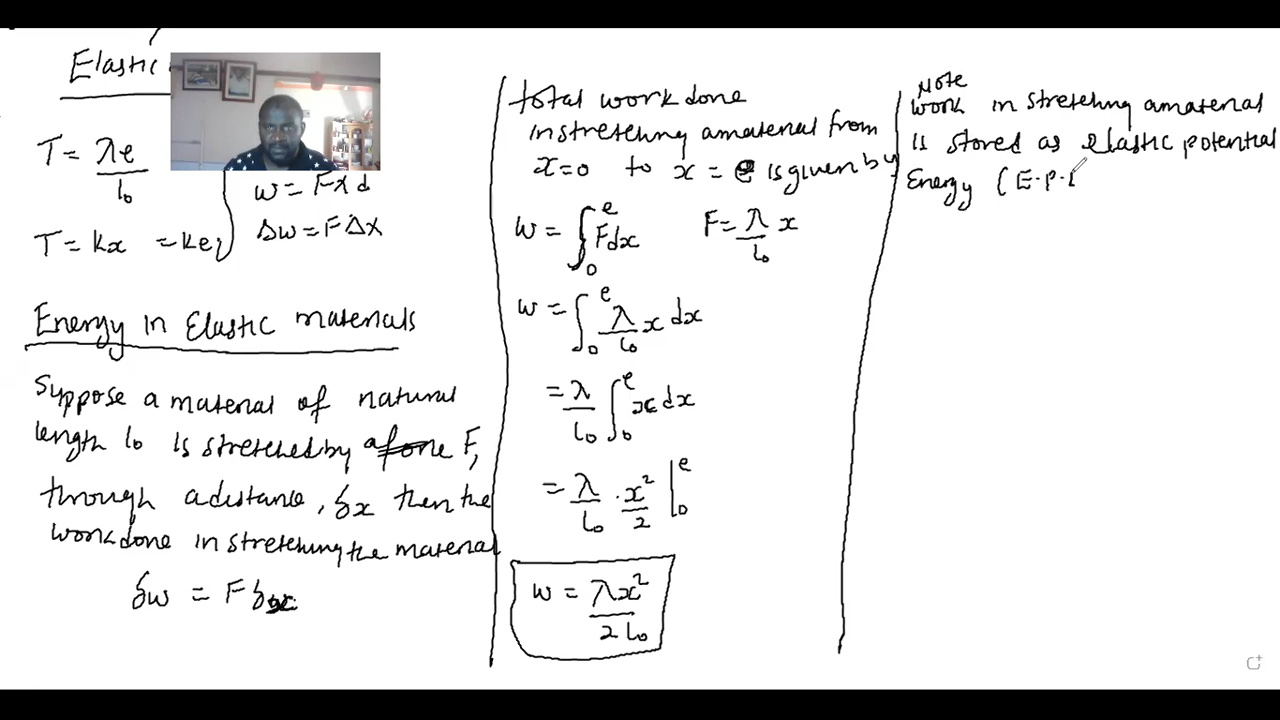 Elastic
T = λe/l₀
T = kx = ke
W = F x d
ΔW = FΔx
Energy in Elastic materials
Suppose a material of natural
length l₀ is stretched by a force F,
through a distance, δx then the
workdone in stretching the material
δw = Fδx
total work done
in stretching a material from
x=0 to x = e is given by
W = ∫₀ᵉ Fdx F = λ/l₀ x
W = ∫₀ᵉ λ/l₀ x dx
= λ/l₀ ∫₀ᵉ x dx
= λ/l₀ · x²/2 |₀ᵉ
W = λx²/2l₀
Note
work in stretching a material
is stored as elastic potential
Energy (E.p.